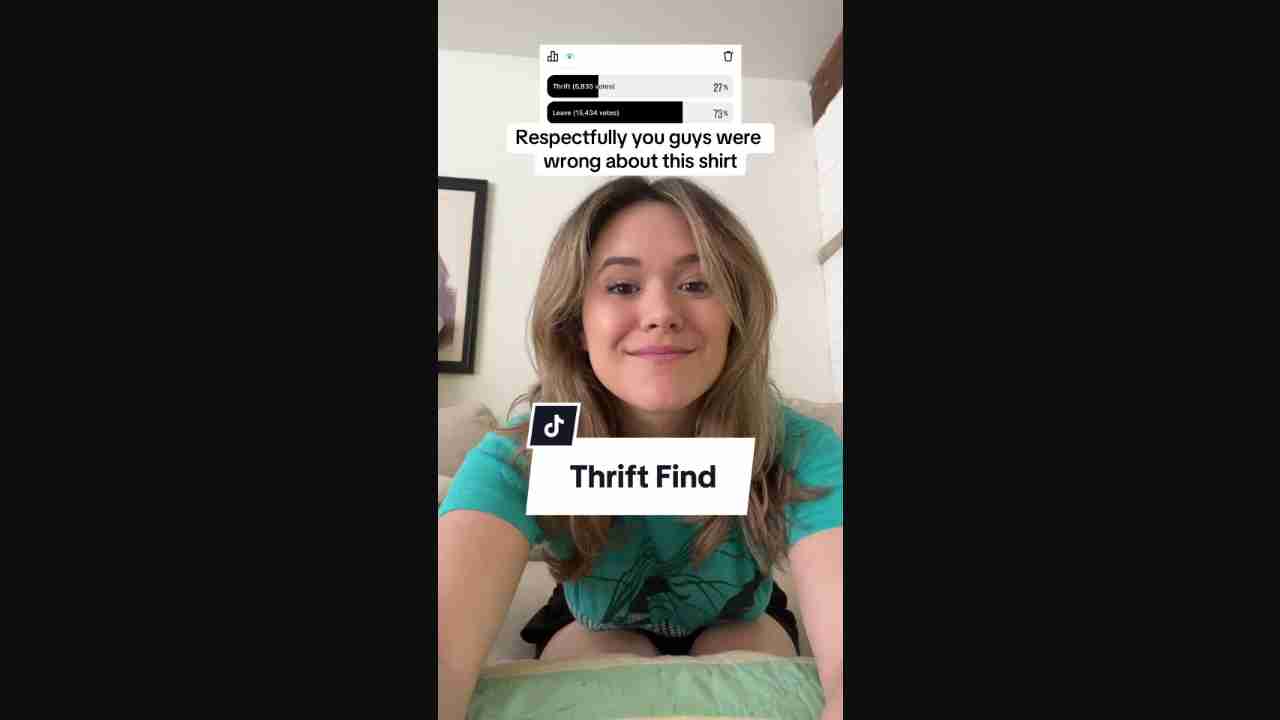 Thrift (5,835 votes)
27%
Leave (15,434 votes)
73%
Respectfully you guys were
wrong about this shirt
Thrift Find